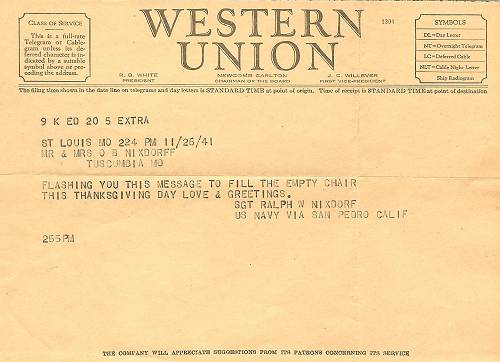 CLASS OF SERVICE
This is a full-rate
Telegram or Cable-
gram unless its de-
ferred character is
indicated by a suitable
symbol above or pre-
ceding the address.
WESTERN
UNION
1201
R. B. WHITE
PRESIDENT
NEWCOMB CARLTON
CHAIRMAN OF THE BOARD
J. C. WILLEVER
FIRST VICE-PRESIDENT
SYMBOLS
DL=Day Letter
NT=Overnight Telegram
LC=Deferred Cable
NLT=Cable Night Letter
Ship Radiogram
The filing time shown in the date line on telegrams and day letters is STANDARD TIME at point of origin. Time of receipt is STANDARD TIME at point of destination
9 K ED 20 5 EXTRA
ST LOUIS MO 224 PM 11/26/41
MR & MRS O B NIXDORFF
TUSCUMBIA MO
FLASHING YOU THIS MESSAGE TO FILL THE EMPTY CHAIR
THIS THANKSGIVING DAY LOVE & GREETINGS.
SGT RALPH W NIXDORF
US NAVY VIA SAN PEDRO CALIF
255PM
THE COMPANY WILL APPRECIATE SUGGESTIONS FROM ITS PATRONS CONCERNING ITS SERVICE